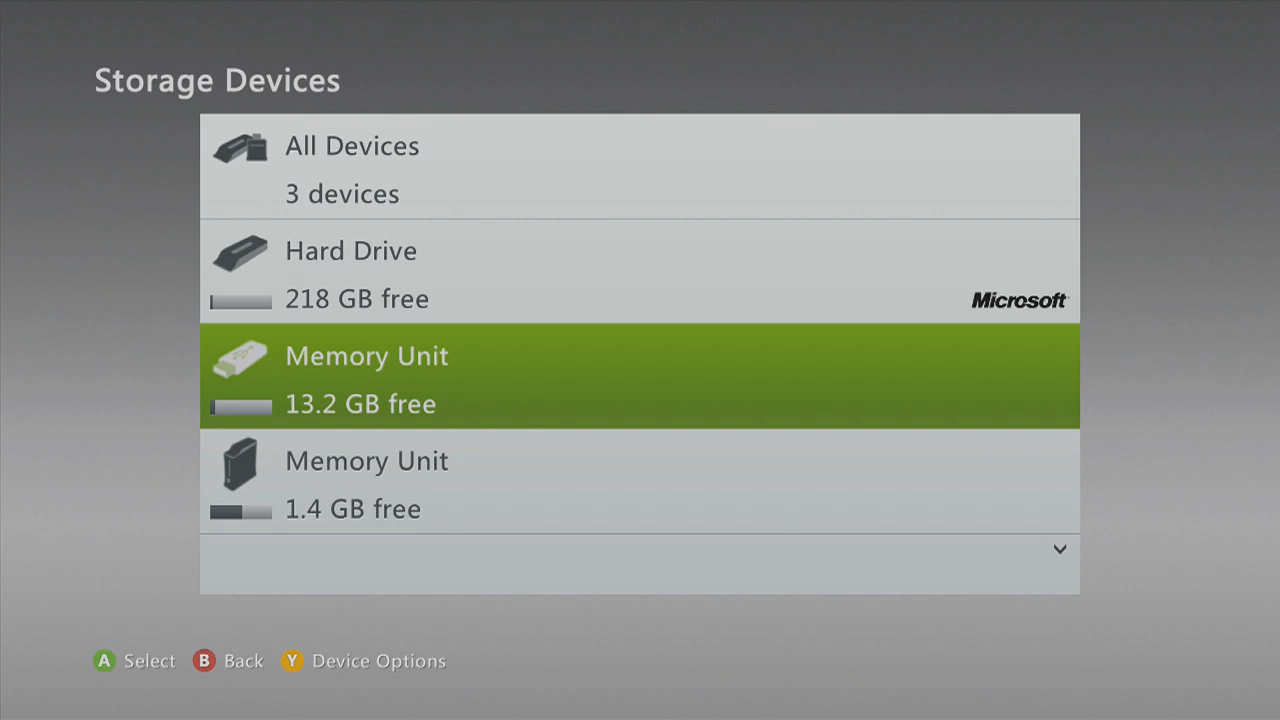 Storage Devices
All Devices
3 devices
Hard Drive
218 GB free
Microsoft
Memory Unit
13.2 GB free
Memory Unit
1.4 GB free
A Select B Back Y Device Options